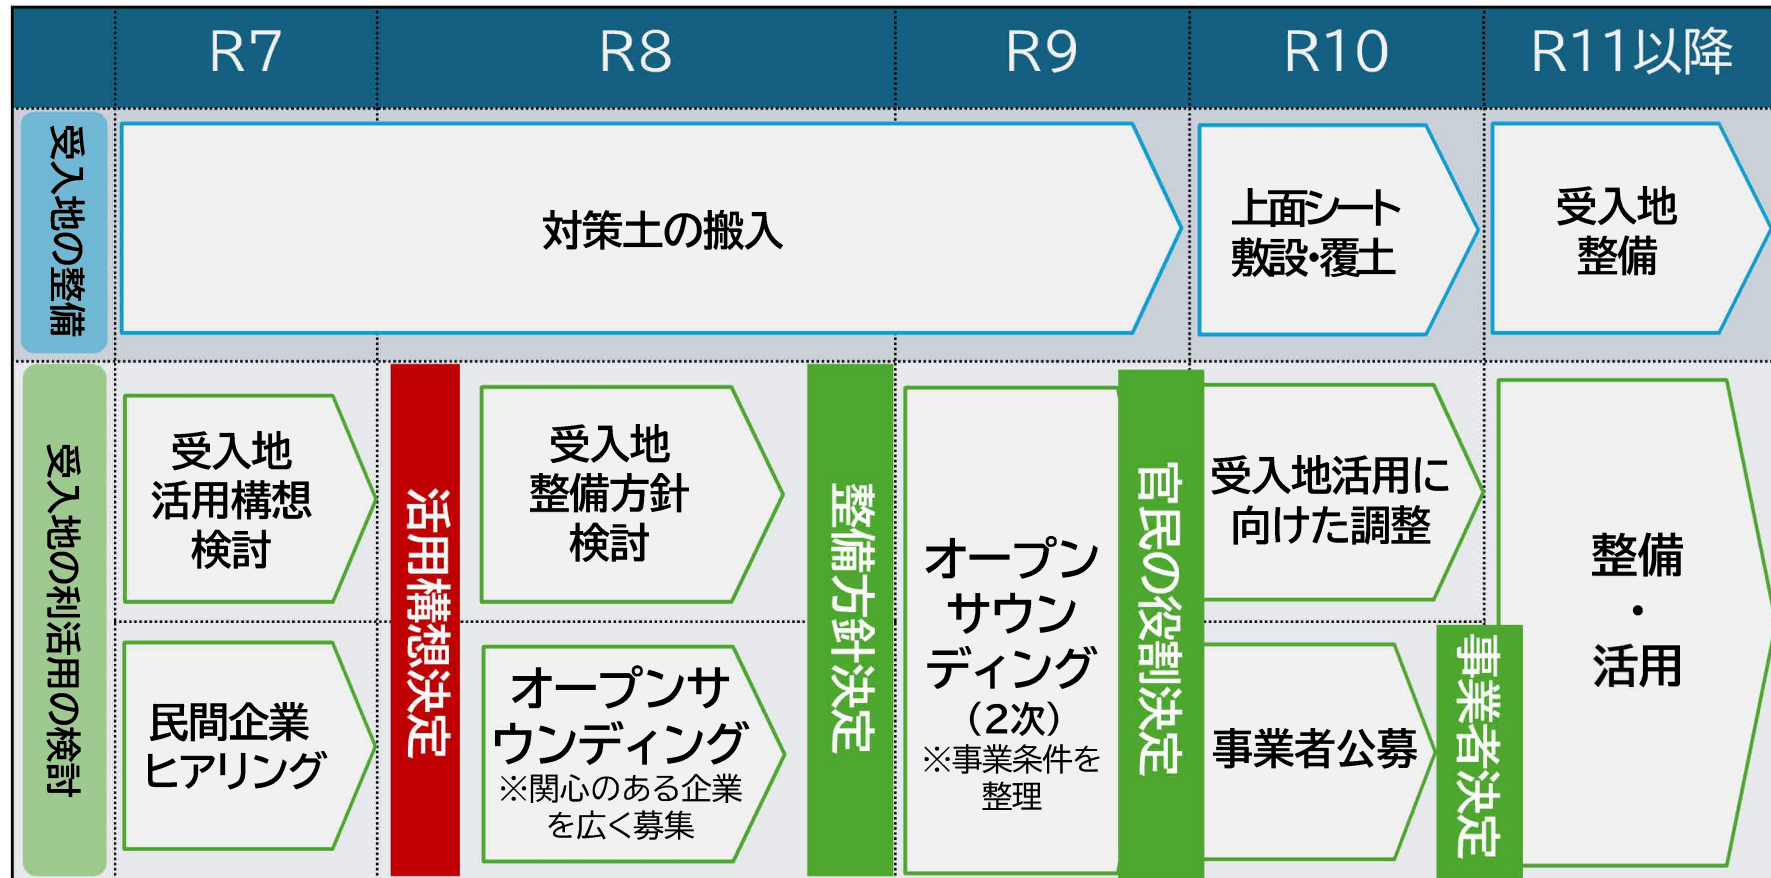 R7
R8
R9
R10
R11以降
受入地の整備
対策土の搬入
上面シート
敷設・覆土
受入地
整備
受入地の利活用の検討
受入地
活用構想
検討
民間企業
ヒアリング
活用構想決定
受入地
整備方針
検討
オープンサ
ウンディング
※関心のある企業
を広く募集
整備方針決定
オープン
サウン
ディング
（2次）
※事業条件を
整理
官民の役割決定
受入地活用に
向けた調整
事業者公募
事業者決定
整備
・
活用